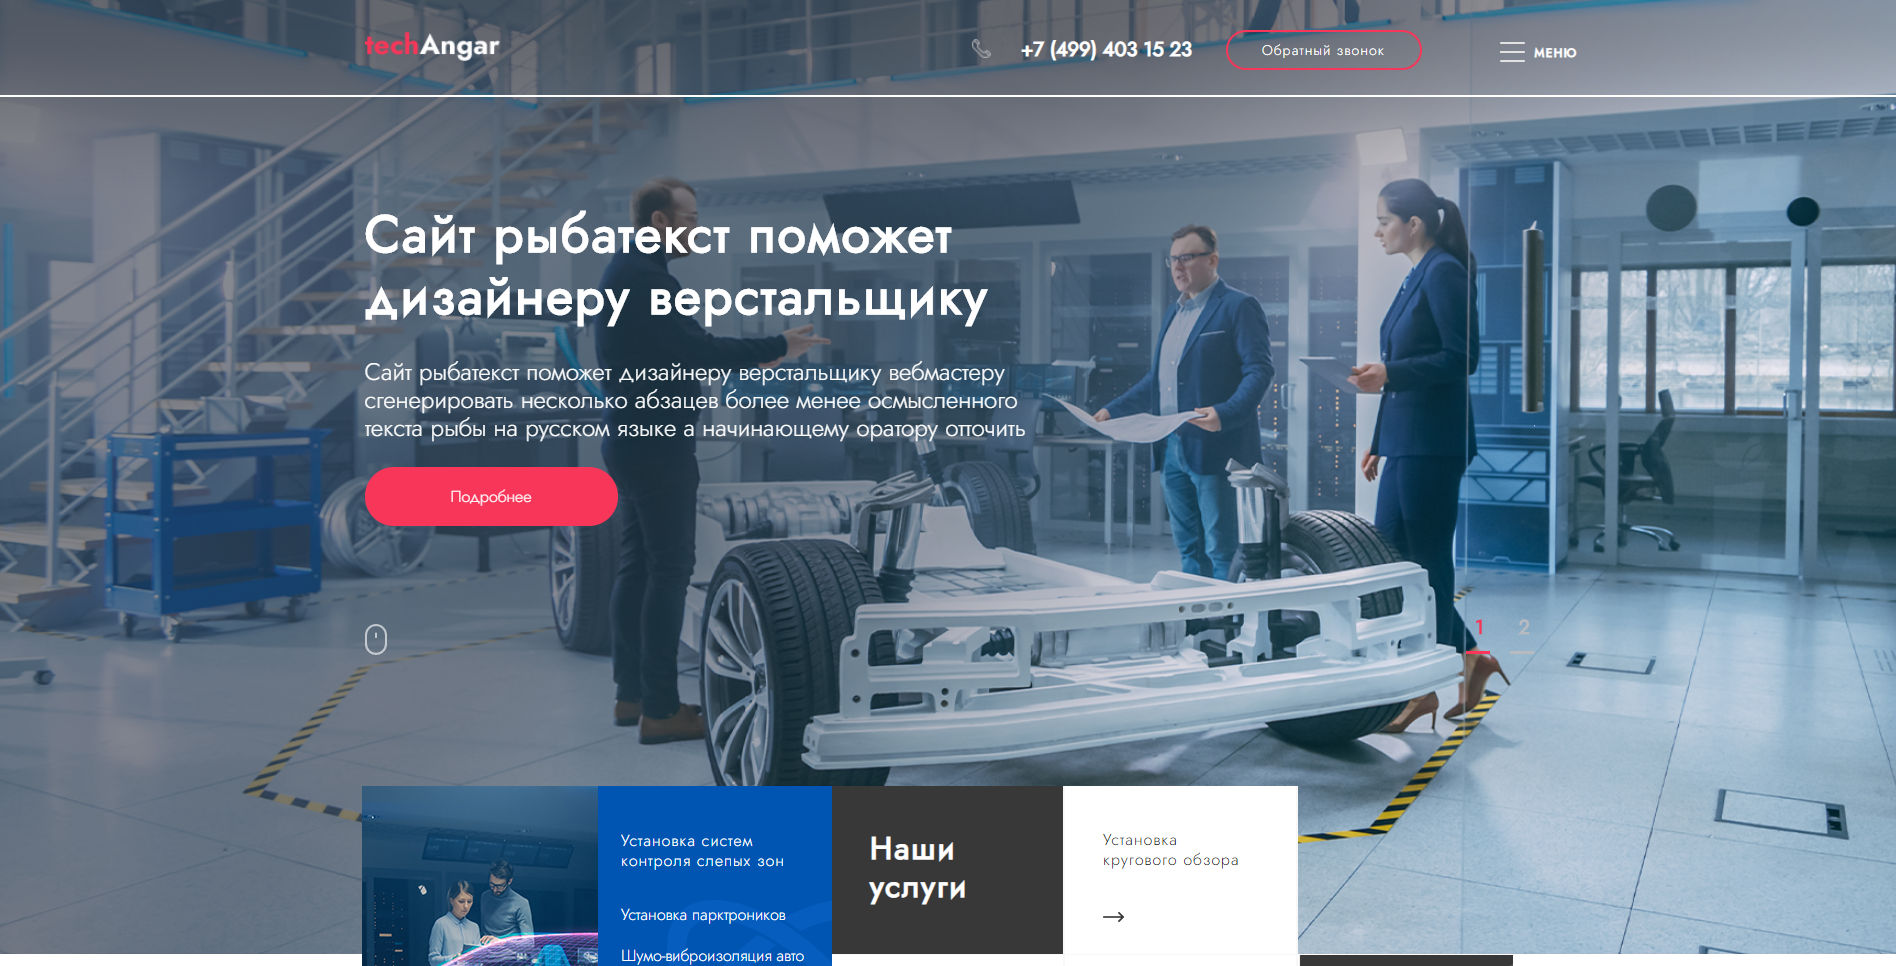 techAngar
+7 (499) 403 15 23
Обратный звонок
МЕНЮ
Сайт рыбатекст поможет
дизайнеру верстальщику
Сайт рыбатекст поможет дизайнеру верстальщику вебмастеру
сгенерировать несколько абзацев более менее осмысленного
текста рыбы на русском языке а начинающему оратору отточить
Подробнее
1 2
Установка систем
контроля слепых зон
Установка парктроников
Шумо-виброизоляция авто
Наши
услуги
Установка
кругового обзора